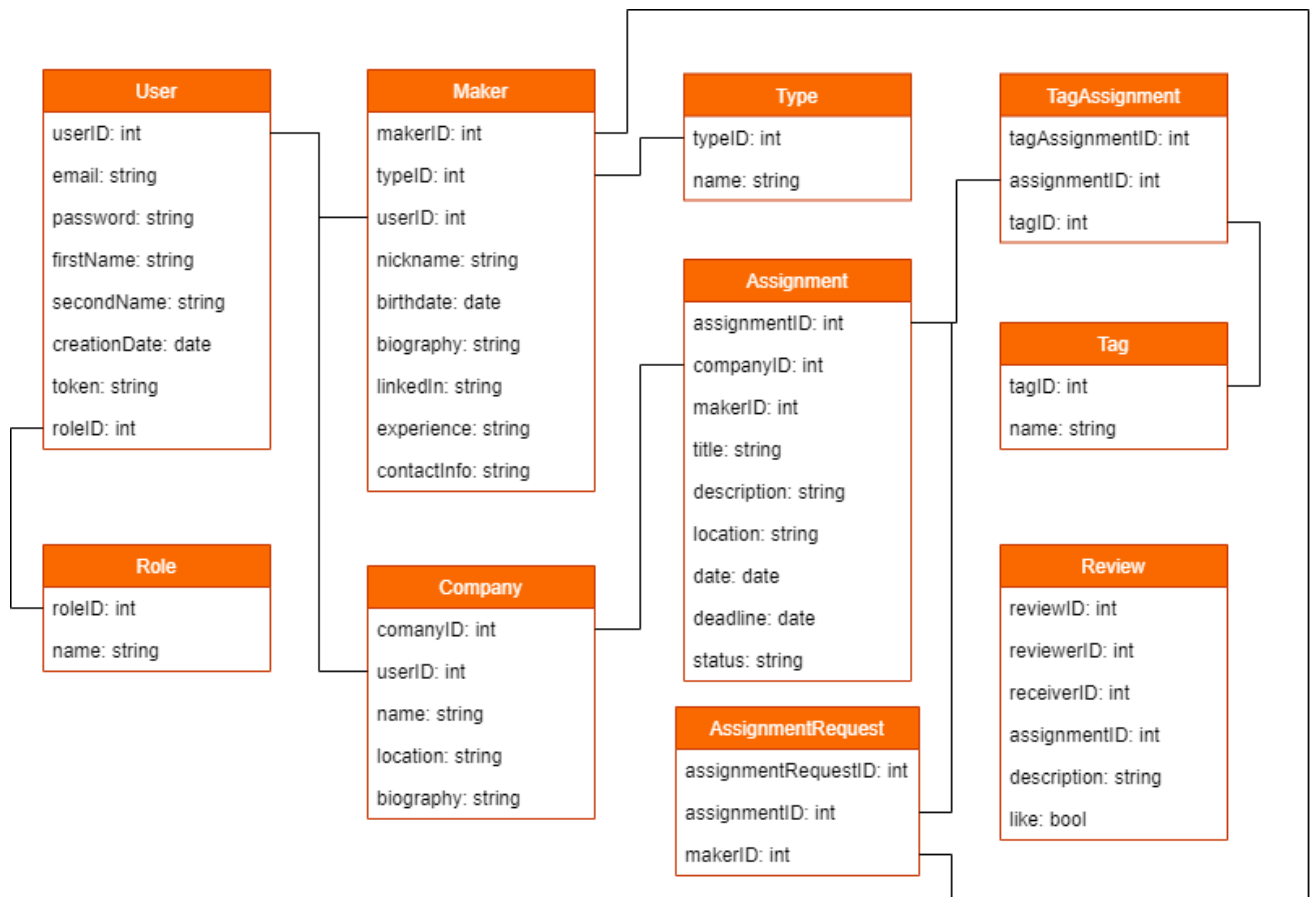 User
userID: int
email: string
password: string
firstName: string
secondName: string
creationDate: date
token: string
roleID: int
Maker
makerID: int
typeID: int
userID: int
nickname: string
birthdate: date
biography: string
linkedIn: string
experience: string
contactInfo: string
Type
typeID: int
name: string
TagAssignment
tagAssignmentID: int
assignmentID: int
tagID: int
Assignment
assignmentID: int
companyID: int
makerID: int
title: string
description: string
location: string
date: date
deadline: date
status: string
Tag
tagID: int
name: string
Role
roleID: int
name: string
Company
comanyID: int
userID: int
name: string
location: string
biography: string
AssignmentRequest
assignmentRequestID: int
assignmentID: int
makerID: int
Review
reviewID: int
reviewerID: int
receiverID: int
assignmentID: int
description: string
like: bool